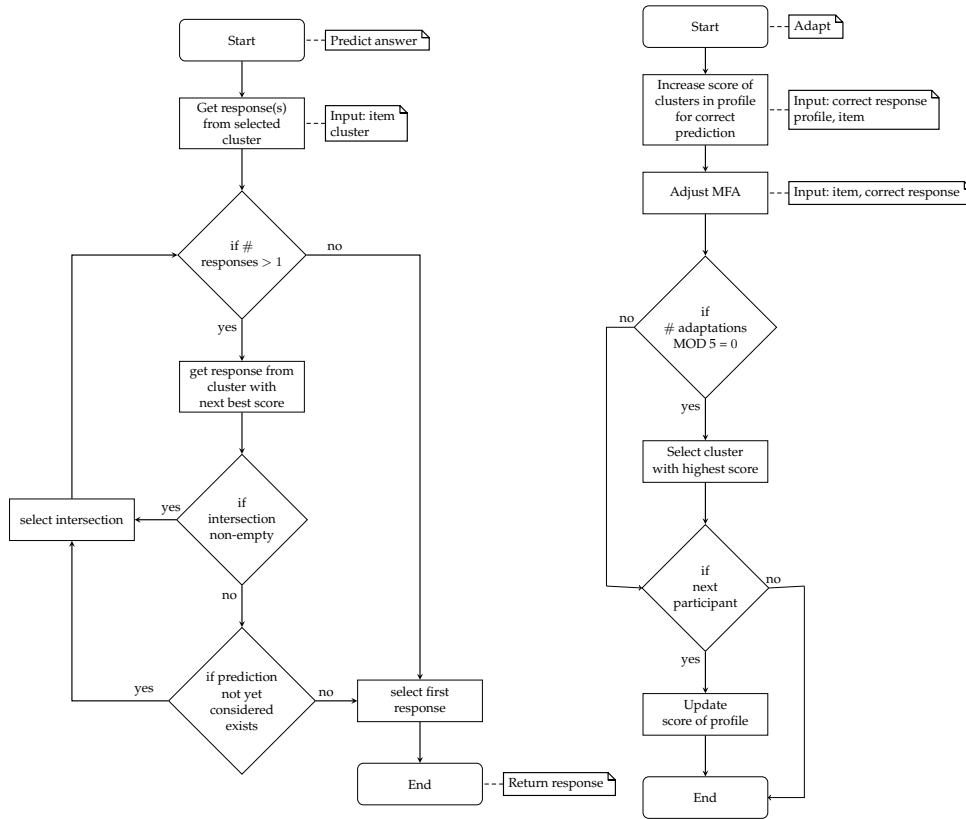 Start
Predict answer
Get response(s)
from selected
cluster
Input: item
cluster
if #
responses > 1
no
yes
get response from
cluster with
next best score
if
intersection
non-empty
yes
select intersection
no
if prediction
not yet
considered
exists
yes
no
select first
response
End
Return response
Start
Adapt
Increase score of
clusters in profile
for correct
prediction
Input: correct response
profile, item
Adjust MFA
Input: item, correct response
if
# adaptations
MOD 5 = 0
no
yes
Select cluster
with highest score
if
next
participant
no
yes
Update
score of profile
End